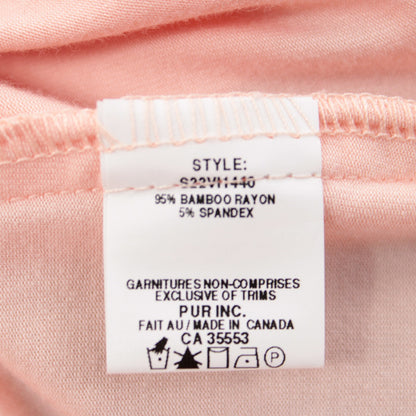 STYLE:
95% BAMBOO RAYON
5% SPANDEX
GARNITURES NON-COMPRISES
EXCLUSIVE OF TRIMS
PUR INC.
FAIT AU / MADE IN CANADA
CA 35553
P